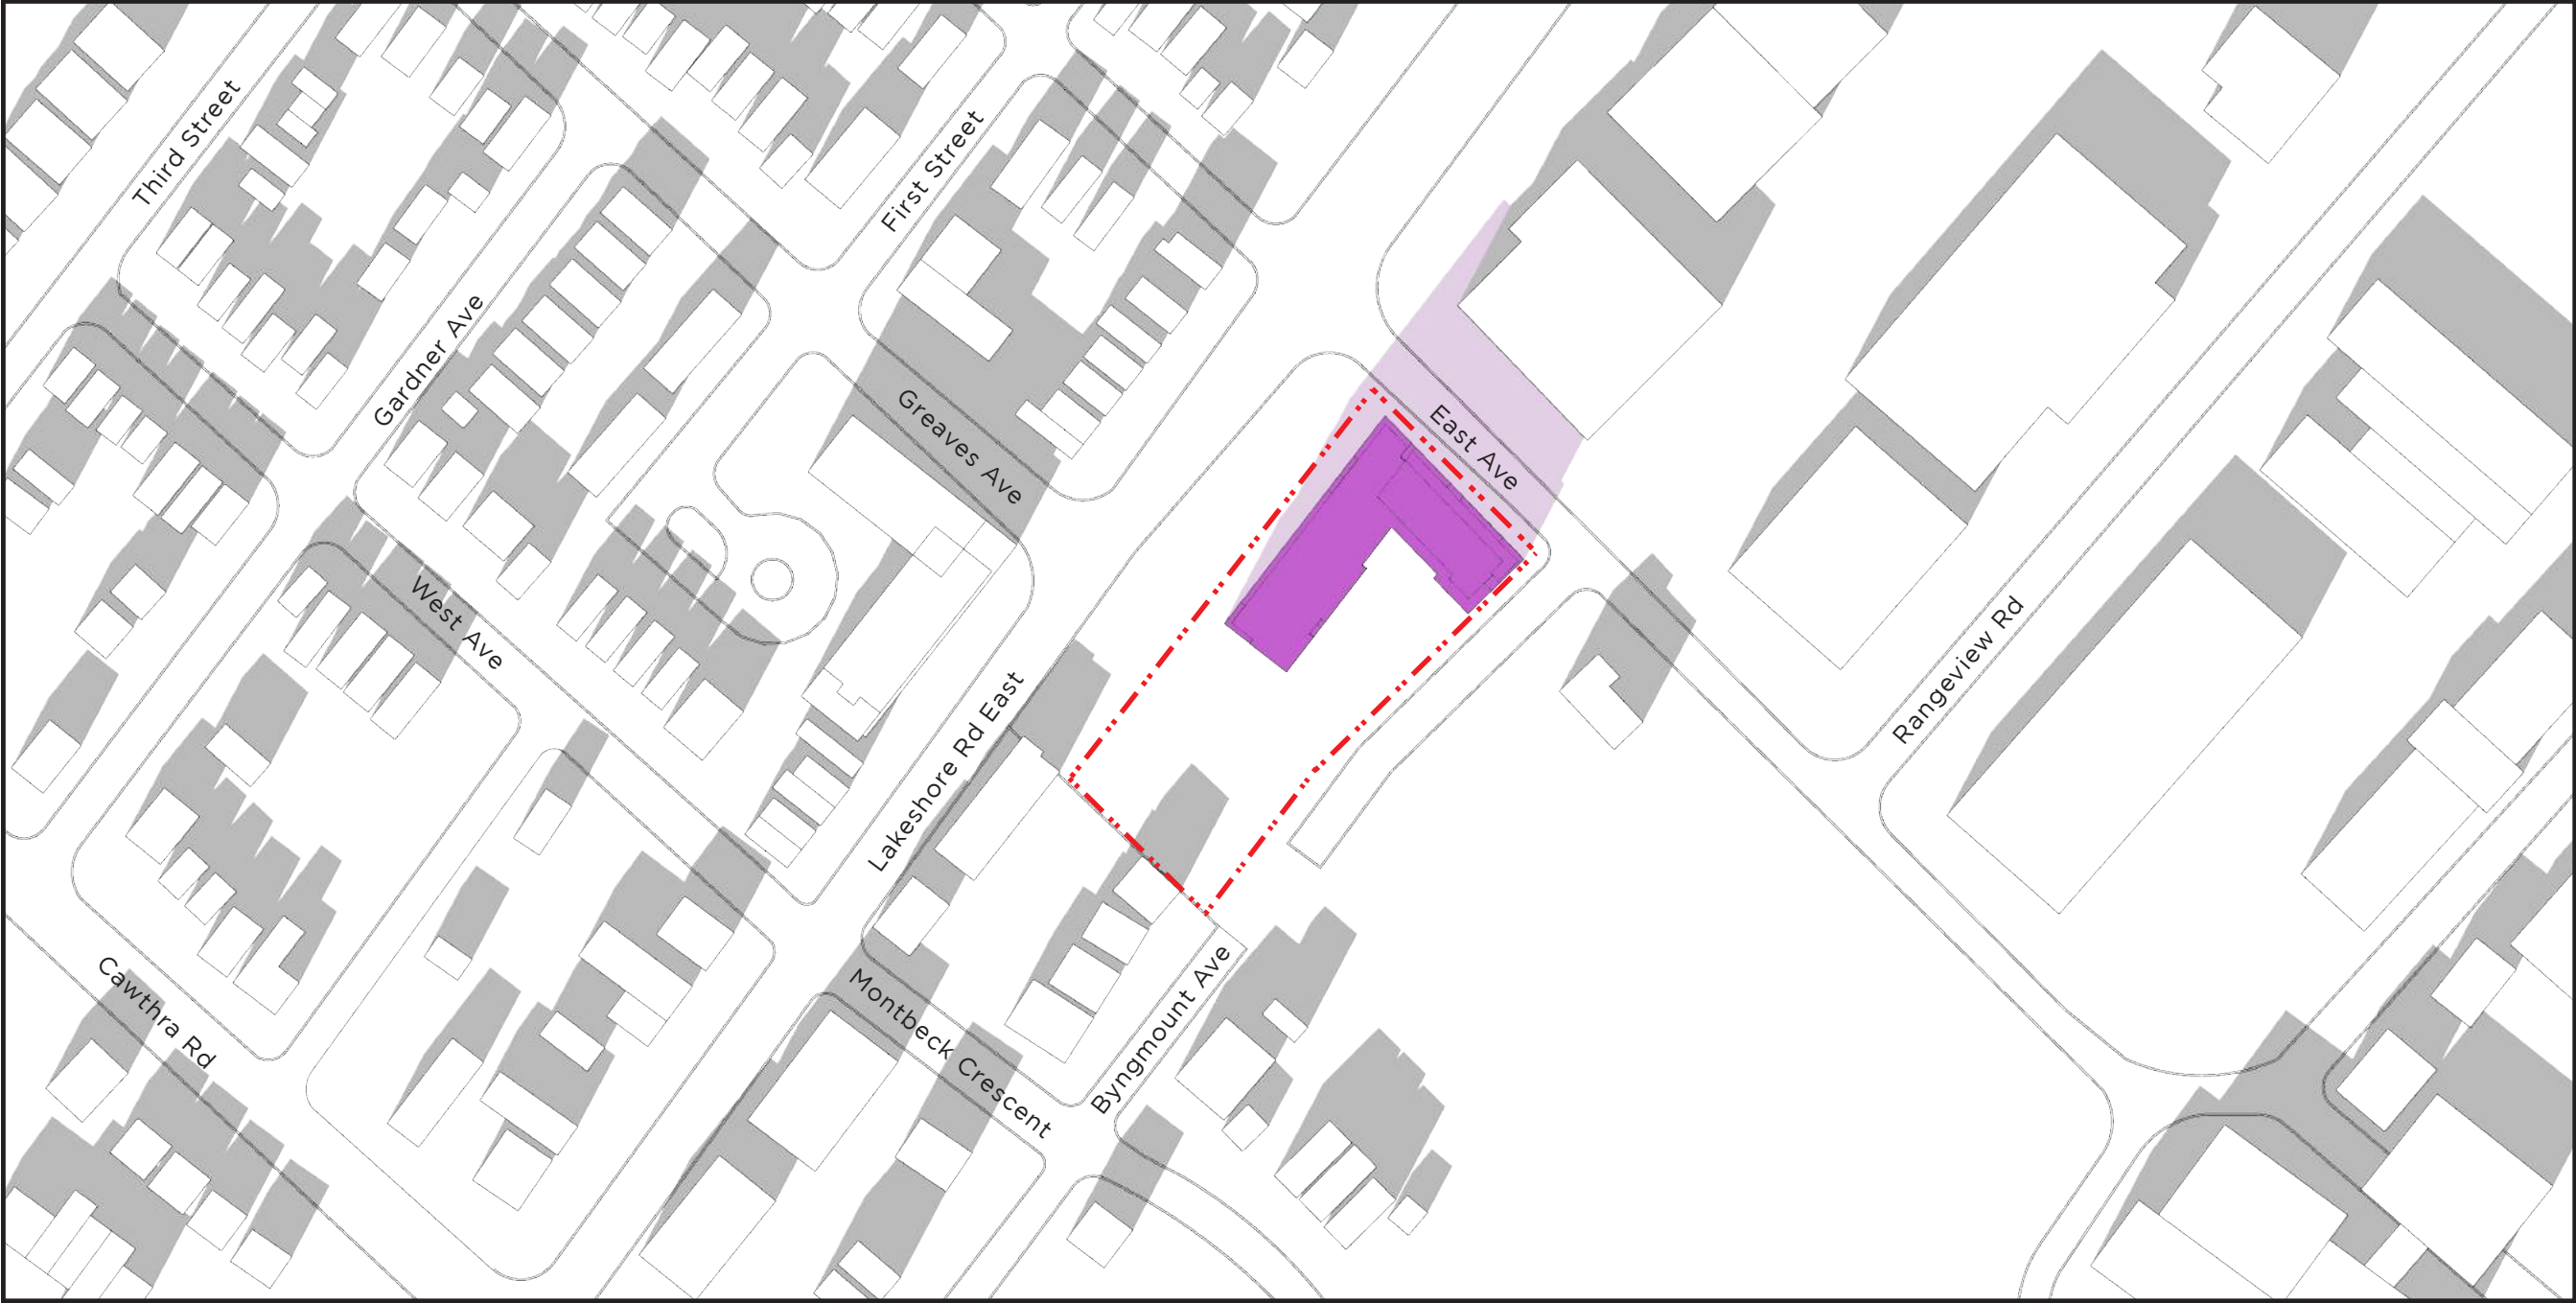 Third Street
First Street
Gardner Ave
Greaves Ave
East Ave
West Ave
Rangeview Rd
Lakeshore Rd East
Cawthra Rd
Montbeck Crescent
Byngmount Ave